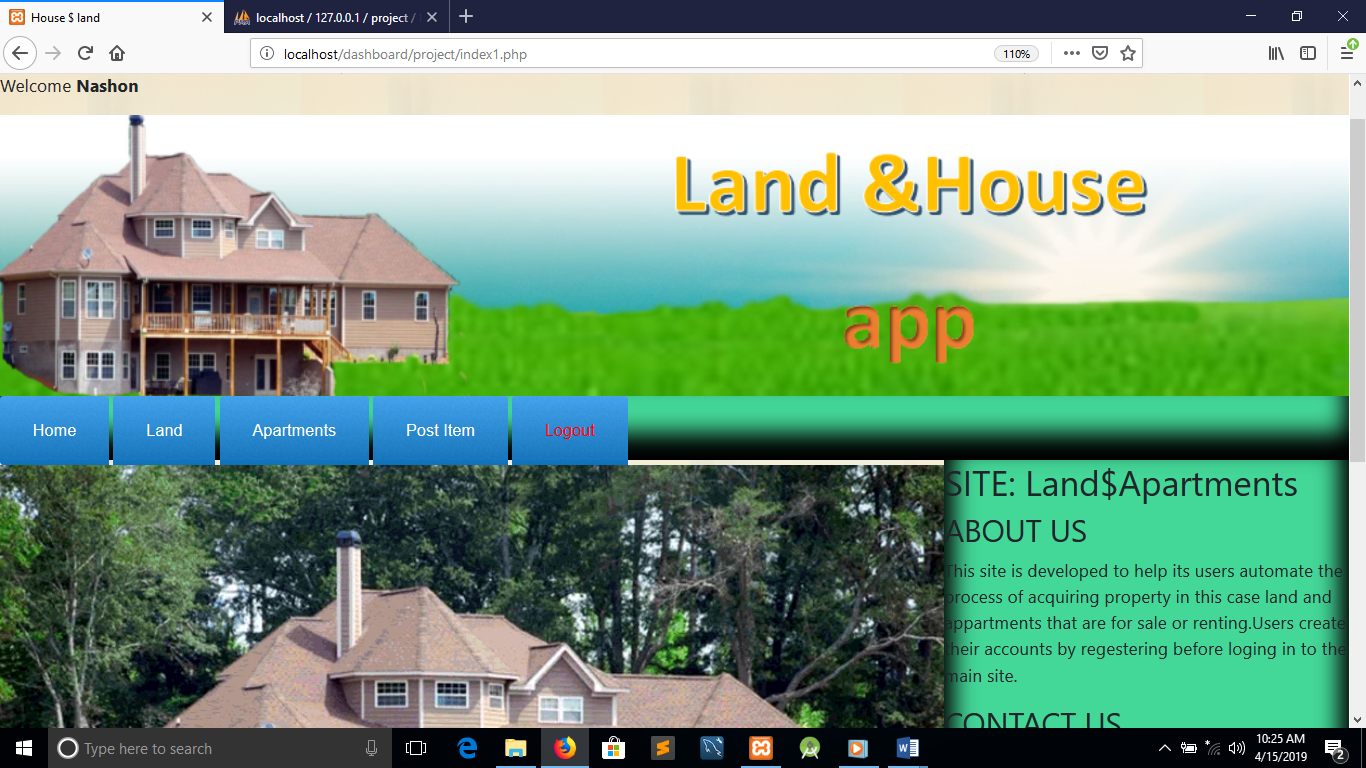 House $ land
localhost / 127.0.0.1 / project /
localhost/dashboard/project/index1.php
110%
Welcome Nashon
Land &House
app
Home
Land
Apartments
Post Item
Logout
SITE: Land$Apartments
ABOUT US
This site is developed to help its users automate the
process of acquiring property in this case land and
appartments that are for sale or renting.Users create
their accounts by regestering before loging in to the
main site.
CONTACT US
Type here to search
10:25 AM
4/15/2019
2